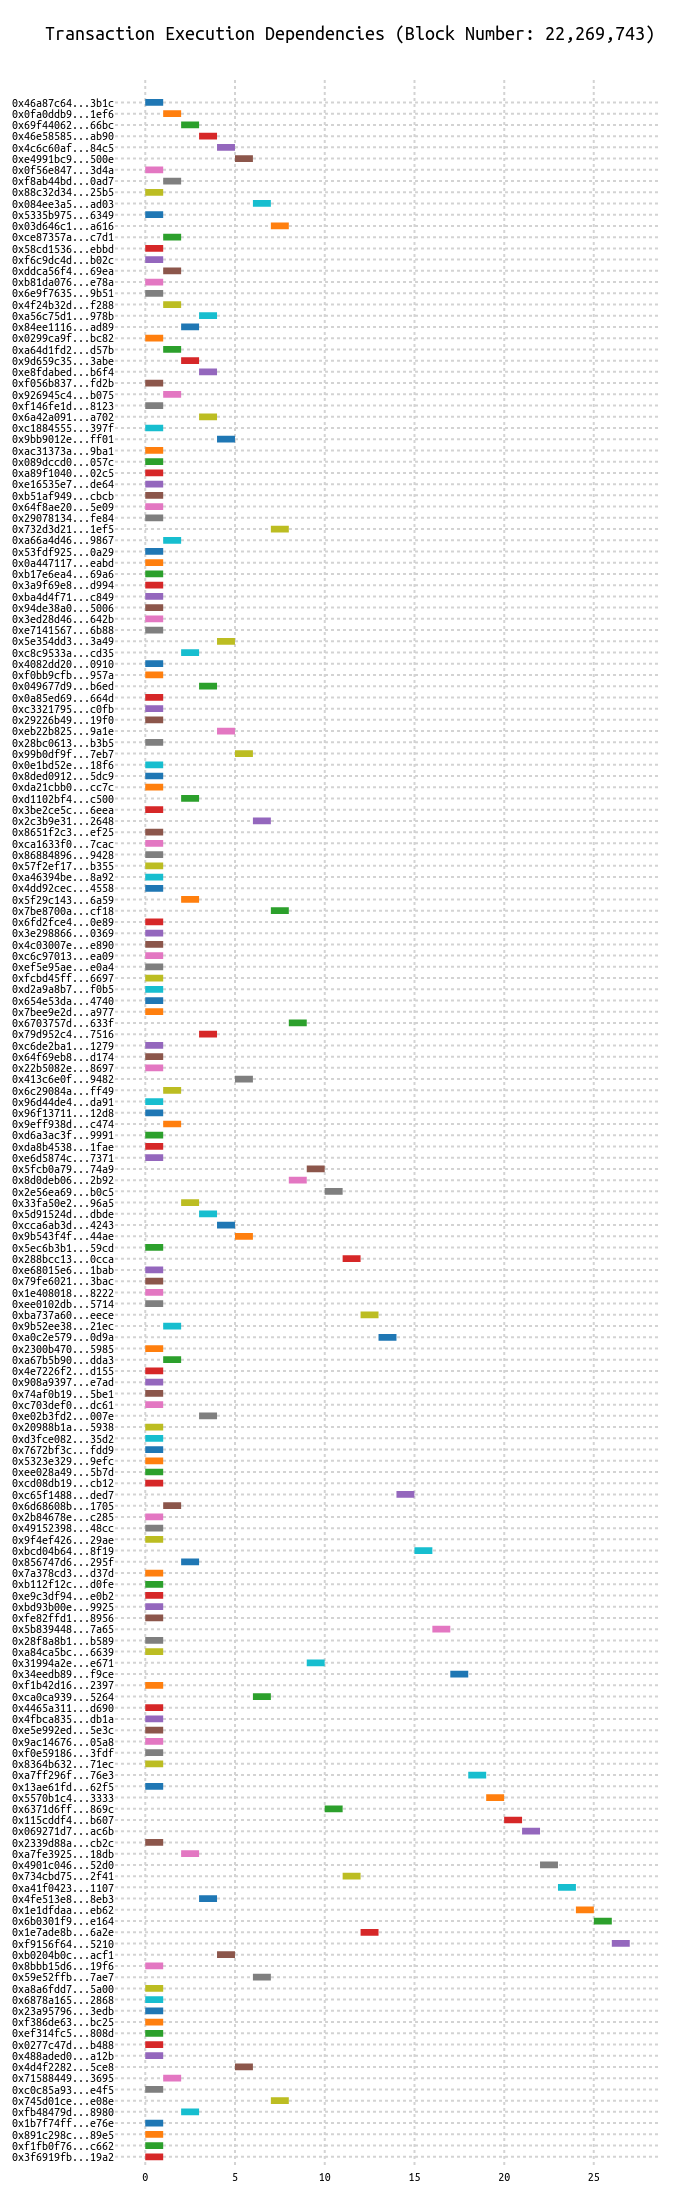 Transaction Execution Dependencies (Block Number: 22,269,743)
0x46a87c64...3b1c
0x0fa0ddb9...1ef6
0x69f44062...66bc
0x46e58585...ab90
0x4c6c60af...84c5
0xe4991bc9...500e
0x0f56e847...3d4a
0xf8ab44bd...0ad7
0x88c32d34...25b5
0x084ee3a5...ad03
0x5335b975...6349
0x03d646c1...a616
0xce87357a...c7d1
0x58cd1536...ebbd
0xf6c9dc4d...b02c
0xddca56f4...69ea
0xb81da076...e78a
0x6e9f7635...9b51
0x4f24b32d...f288
0xa56c75d1...978b
0x84ee1116...ad89
0x0299ca9f...bc82
0xa64d1fd2...d57b
0x9d659c35...3abe
0xe8fdabed...b6f4
0xf056b837...fd2b
0x926945c4...b075
0xf146fe1d...8123
0x6a42a091...a702
0xc1884555...397f
0x9bb9012e...ff01
0xac31373a...9ba1
0x089dccd0...057c
0xa89f1040...02c5
0xe16535e7...de64
0xb51af949...cbcb
0x64f8ae20...5e09
0x29078134...fe84
0x732d3d21...1ef5
0xa66a4d46...9867
0x53fdf925...0a29
0x0a447117...eabd
0xb17e6ea4...69a6
0x3a9f69e8...d994
0xba4d4f71...c849
0x94de38a0...5006
0x3ed28d46...642b
0xe7141567...6b88
0x5e354dd3...3a49
0xc8c9533a...cd35
0x4082dd20...0910
0xf0bb9cfb...957a
0x049677d9...b6ed
0x0a85ed69...664d
0xc3321795...c0fb
0x29226b49...19f0
0xeb22b825...9a1e
0x28bc0613...b3b5
0x99b0df9f...7eb7
0x0e1bd52e...18f6
0x8ded0912...5dc9
0xda21cbb0...cc7c
0xd1102bf4...c500
0x3be2ce5c...6eea
0x2c3b9e31...2648
0x8651f2c3...ef25
0xca1633f0...7cac
0x86884896...9428
0x57f2ef17...b355
0xa46394be...8a92
0x4dd92cec...4558
0x5f29c143...6a59
0x7be8700a...cf18
0x6fd2fce4...0e89
0x3e298866...0369
0x4c03007e...e890
0xc6c97013...ea09
0xef5e95ae...e0a4
0xfcbd45ff...6697
0xd2a9a8b7...f0b5
0x654e53da...4740
0x7bee9e2d...a977
0x6703757d...633f
0x79d952c4...7516
0xc6de2ba1...1279
0x64f69eb8...d174
0x22b5082e...8697
0x413c6e0f...9482
0x6c29084a...ff49
0x96d44de4...da91
0x96f13711...12d8
0x9eff938d...c474
0xd6a3ac3f...9991
0xda8b4538...1fae
0xe6d5874c...7371
0x5fcb0a79...74a9
0x8d0deb06...2b92
0x2e56ea69...b0c5
0x33fa50e2...96a5
0x5d91524d...dbde
0xcca6ab3d...4243
0x9b543f4f...44ae
0x5ec6b3b1...59cd
0x288bcc13...0cca
0xe68015e6...1bab
0x79fe6021...3bac
0x1e408018...8222
0xee0102db...5714
0xba737a60...eece
0x9b52ee38...21ec
0xa0c2e579...0d9a
0x2300b470...5985
0xa67b5b90...dda3
0x4e7226f2...d155
0x908a9397...e7ad
0x74af0b19...5be1
0xc703def0...dc61
0xe02b3fd2...007e
0x20988b1a...5938
0xd3fce082...35d2
0x7672bf3c...fdd9
0x5323e329...9efc
0xee028a49...5b7d
0xcd08db19...cb12
0xc65f1488...ded7
0x6d68608b...1705
0x2b84678e...c285
0x49152398...48cc
0x9f4ef426...29ae
0xbcd04b64...8f19
0x856747d6...295f
0x7a378cd3...d37d
0xb112f12c...d0fe
0xe9c3df94...e0b2
0xbd93b00e...9925
0xfe82ffd1...8956
0x5b839448...7a65
0x28f8a8b1...b589
0xa84ca5bc...6639
0x31994a2e...e671
0x34eedb89...f9ce
0xf1b42d16...2397
0xca0ca939...5264
0x4465a311...d690
0x4fbca835...db1a
0xe5e992ed...5e3c
0x9ac14676...05a8
0xf0e59186...3fdf
0x8364b632...71ec
0xa7ff296f...76e3
0x13ae61fd...62f5
0x5570b1c4...3333
0x6371d6ff...869c
0x115cddf4...b607
0x069271d7...ac6b
0x2339d88a...cb2c
0xa7fe3925...18db
0x4901c046...52d0
0x734cbd75...2f41
0xa41f0423...1107
0x4fe513e8...8eb3
0x1e1dfdaa...eb62
0x6b0301f9...e164
0x1e7ade8b...6a2e
0xf9156f64...5210
0xb0204b0c...acf1
0x8bbb15d6...19f6
0x59e52ffb...7ae7
0xa8a6fdd7...5a00
0x6878a165...2868
0x23a95796...3edb
0xf386de63...bc25
0xef314fc5...808d
0x0277c47d...b488
0x488aded0...a12b
0x4d4f2282...5ce8
0x71588449...3695
0xc0c85a93...e4f5
0x745d01ce...e08e
0xfb48479d...8980
0x1b7f74ff...e76e
0x891c298c...89e5
0xf1fb0f76...c662
0x3f6919fb...19a2
0 5 10 15 20 25